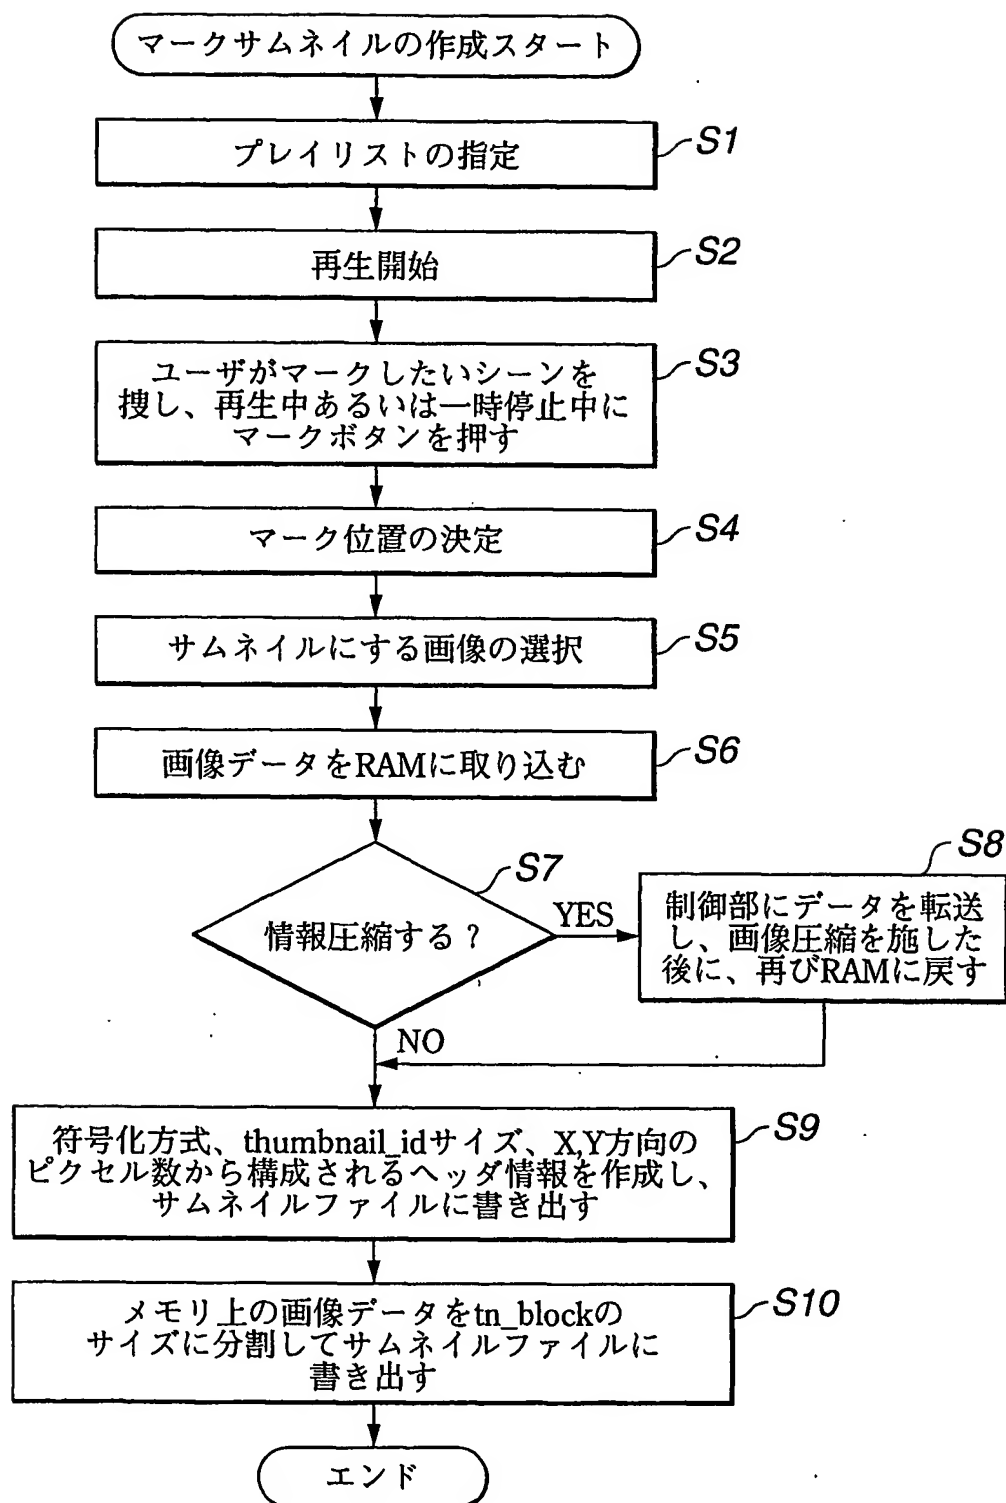 マークサムネイルの作成スタート
プレイリストの指定
S1
再生開始
S2
ユーザがマークしたいシーンを
捜し、再生中あるいは一時停止中に
マークボタンを押す
S3
マーク位置の決定
S4
サムネイルにする画像の選択
S5
画像データをRAMに取り込む
S6
情報圧縮する?
S7
YES
制御部にデータを転送
し、画像圧縮を施した
後に、再びRAMに戻す
S8
NO
符号化方式、thumbnail_idサイズ、X,Y方向の
ピクセル数から構成されるヘッダ情報を作成し、
サムネイルファイルに書き出す
S9
メモリ上の画像データをtn_blockの
サイズに分割してサムネイルファイルに
書き出す
S10
エンド